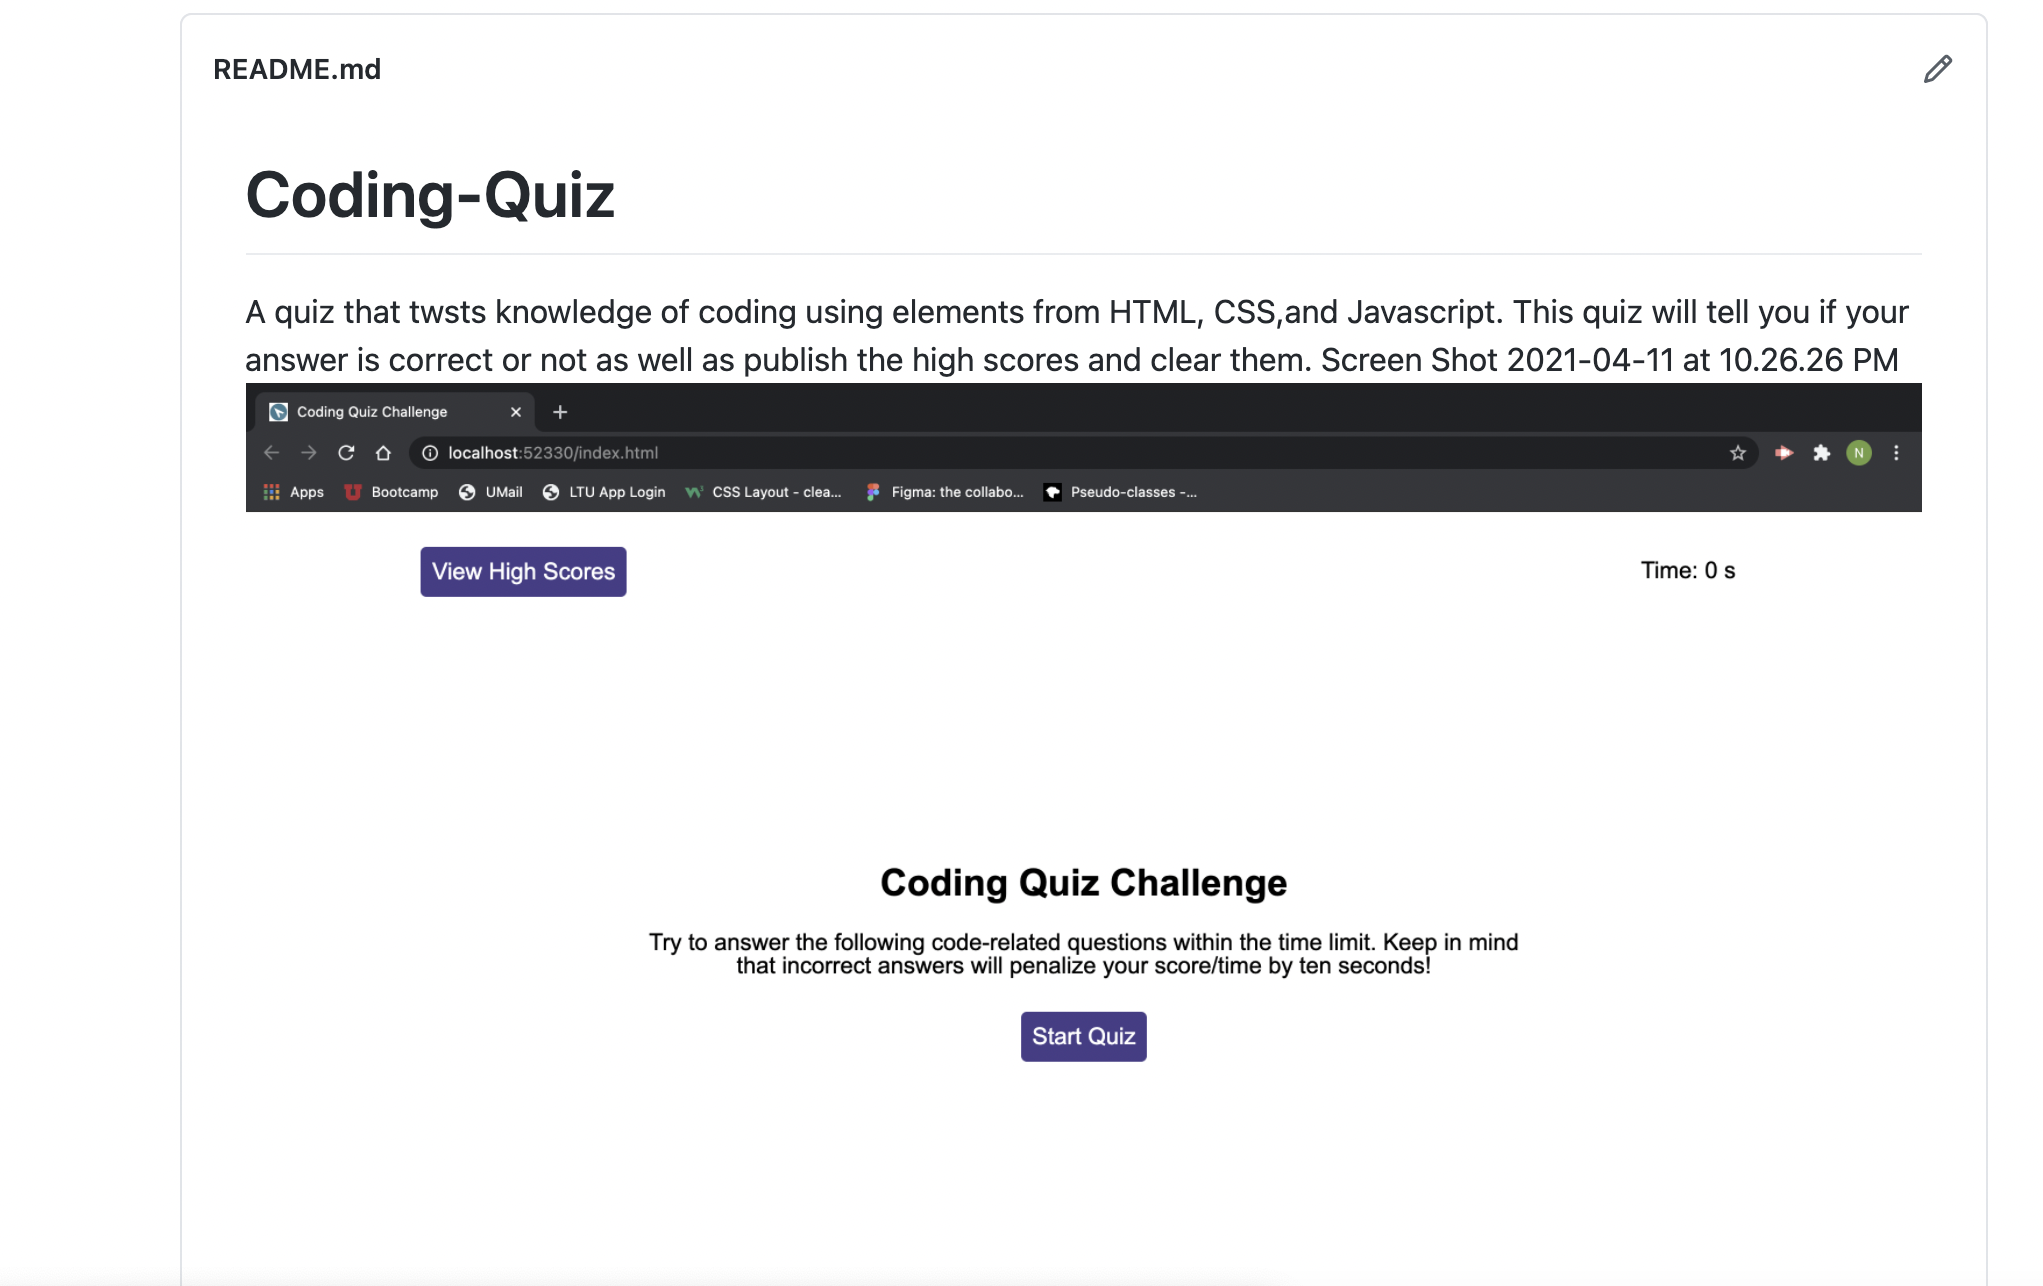 README.md
Coding-Quiz
A quiz that twsts knowledge of coding using elements from HTML, CSS,and Javascript. This quiz will tell you if your
answer is correct or not as well as publish the high scores and clear them. Screen Shot 2021-04-11 at 10.26.26 PM
Coding Quiz Challenge
localhost:52330/index.html
N
Apps Bootcamp UMail LTU App Login CSS Layout - clea... Figma: the collabo... Pseudo-classes -...
View High Scores Time: 0 s
Coding Quiz Challenge
Try to answer the following code-related questions within the time limit. Keep in mind
that incorrect answers will penalize your score/time by ten seconds!
Start Quiz